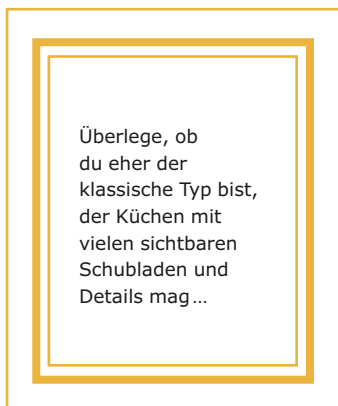 Überlege, ob
du eher der
klassische Typ bist,
der Küchen mit
vielen sichtbaren
Schubladen und
Details mag…